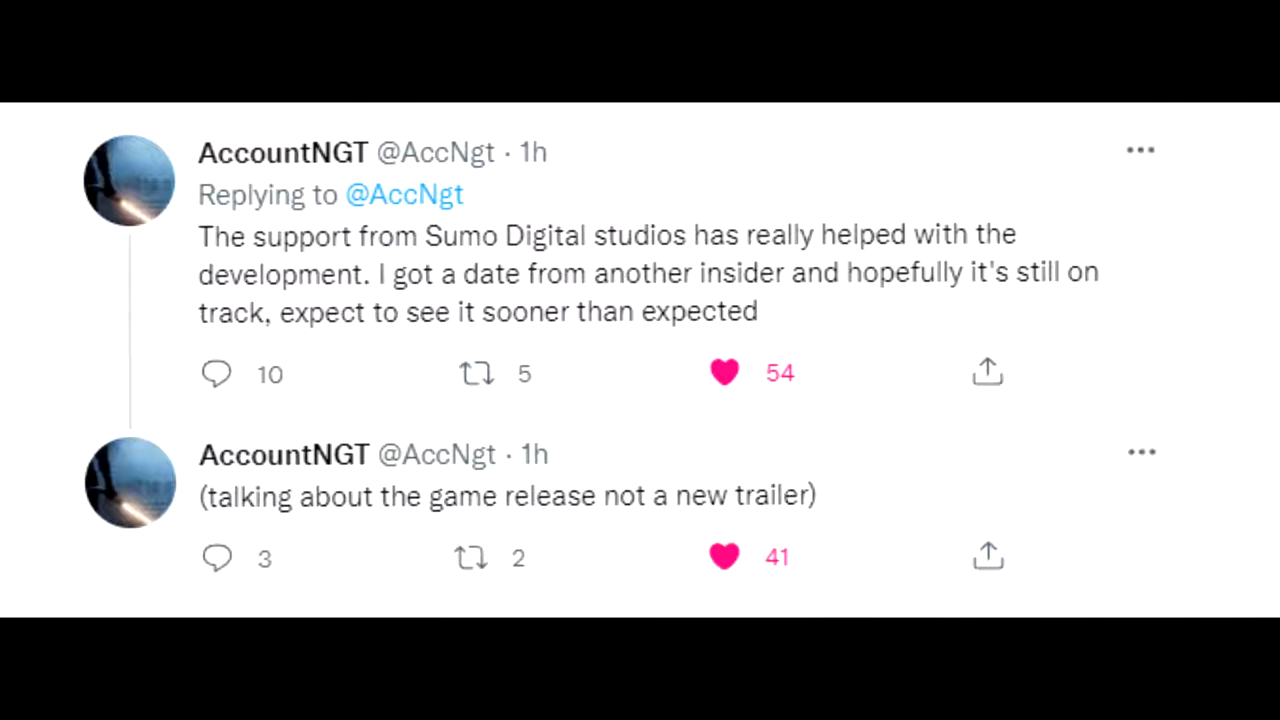 AccountNGT @AccNgt · 1h
Replying to @AccNgt
The support from Sumo Digital studios has really helped with the
development. I got a date from another insider and hopefully it's still on
track, expect to see it sooner than expected
10 5 54
AccountNGT @AccNgt · 1h
(talking about the game release not a new trailer)
3 2 41